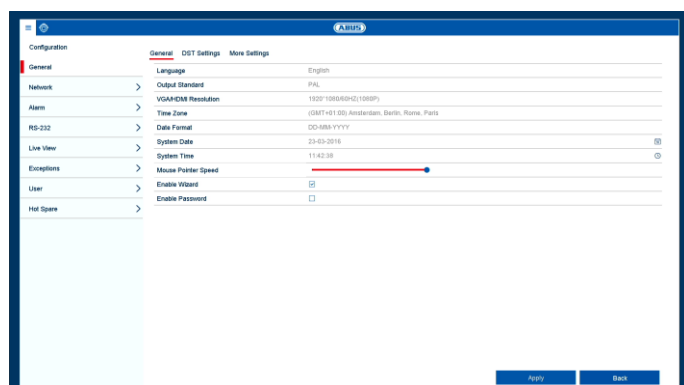 ABUS
Configuration
General
Network
Alarm
RS-232
Live View
Exceptions
User
Hot Spare
General DST Settings More Settings
Language English
Output Standard PAL
VGA/HDMI Resolution 1920*1080/60HZ(1080P)
Time Zone (GMT+01:00) Amsterdam, Berlin, Rome, Paris
Date Format DD-MM-YYYY
System Date 23-03-2016
System Time 11:42:39
Mouse Pointer Speed
Enable Wizard
Enable Password
Apply Back